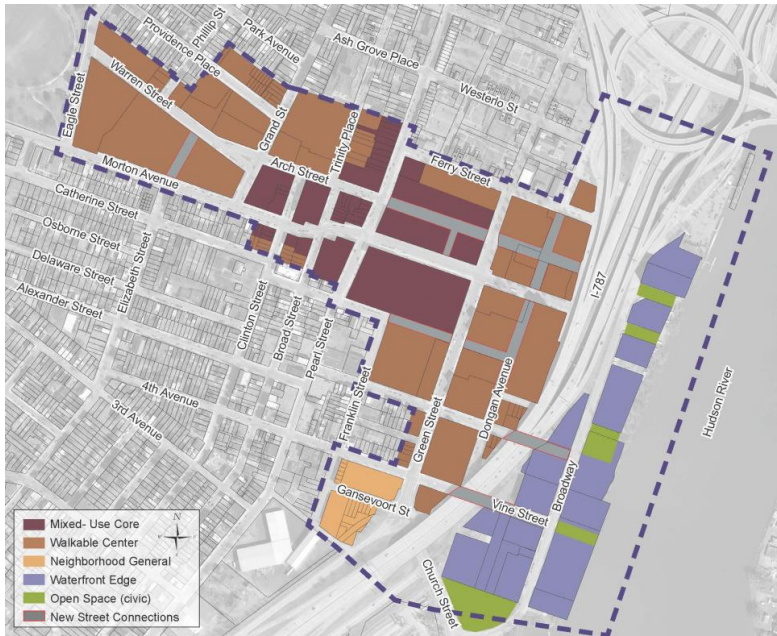 Phillip St
Park Avenue
Providence Place
Ash Grove Place
Warren Street
Westerlo St
Eagle Street
Grand St
Trinity Place
Arch Street
Ferry Street
Morton Avenue
Catherine Street
Osborne Street
Delaware Street
Alexander Street
Elizabeth Street
Clinton Street
Broad Street
Pearl Street
I-787
Hudson River
4th Avenue
3rd Avenue
Franklin Street
Green Street
Dongan Avenue
Broadway
Gansevoort St
Vine Street
Church Street
Mixed- Use Core
Walkable Center
Neighborhood General
Waterfront Edge
Open Space (civic)
New Street Connections
N